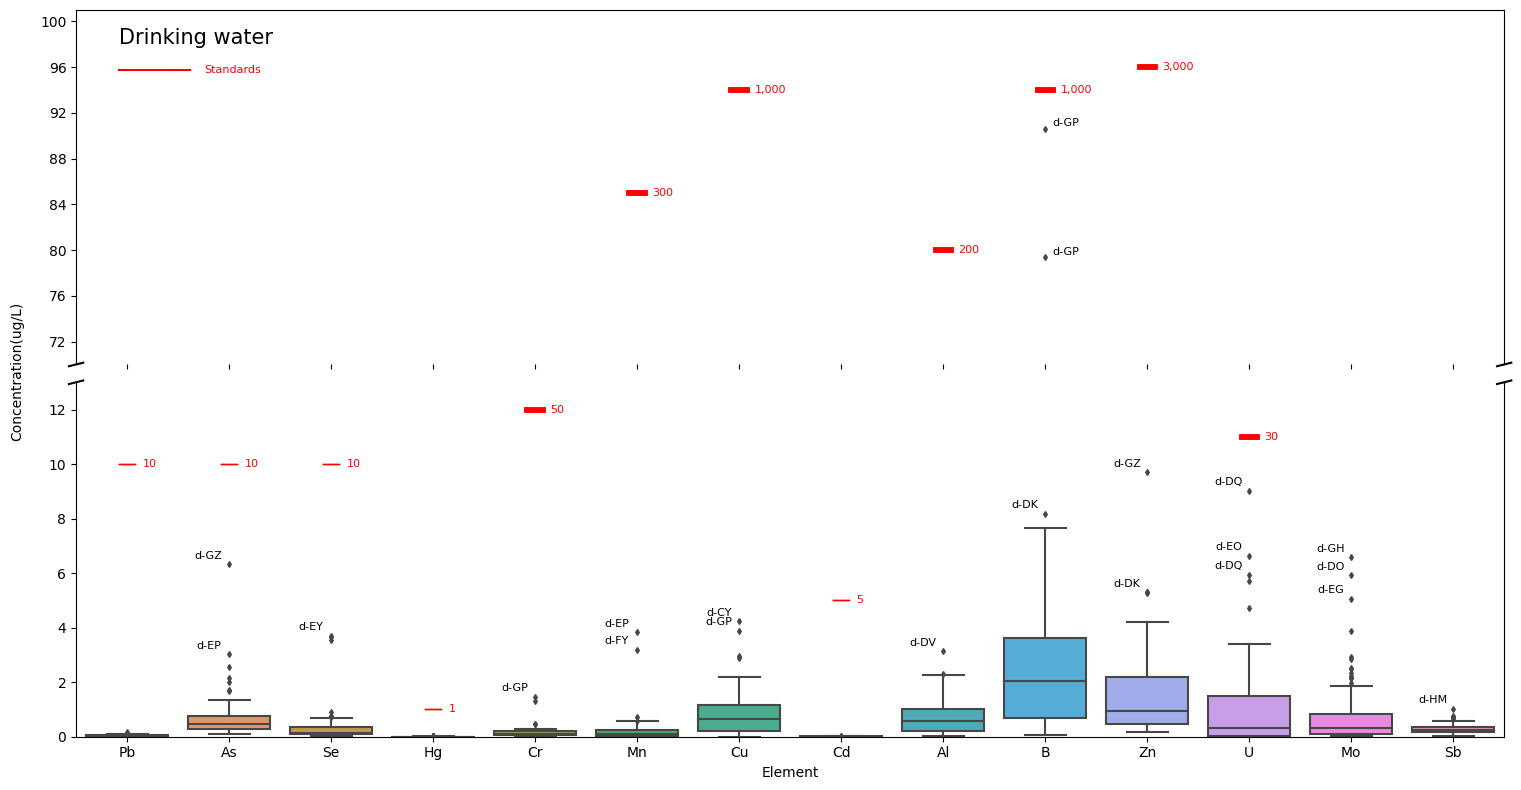 Drinking water
Standards
100
96
92
88
84
80
76
72
12
10
8
6
4
2
0
Concentration(ug/L)
3,000
1,000
1,000
d-GP
300
200
d-GP
50
30
10
10
10
d-GZ
d-DQ
d-DK
d-EO
d-GH
d-GZ
d-DQ
d-DO
5
d-DK
d-EG
d-CY
d-GP
d-EP
d-EY
d-FY
d-EP
d-DV
d-GP
d-HM
1
Pb As Se Hg Cr Mn Cu Cd Al B Zn U Mo Sb
Element